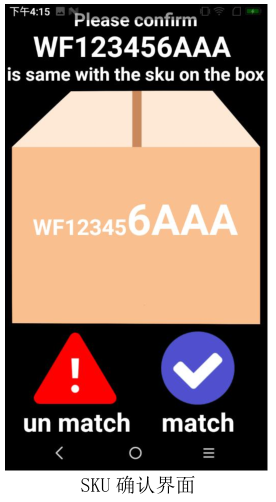 下午4:15
Please confirm
WF123456AAA
is same with the sku on the box
WF123456AAA
un match match
SKU 确认界面